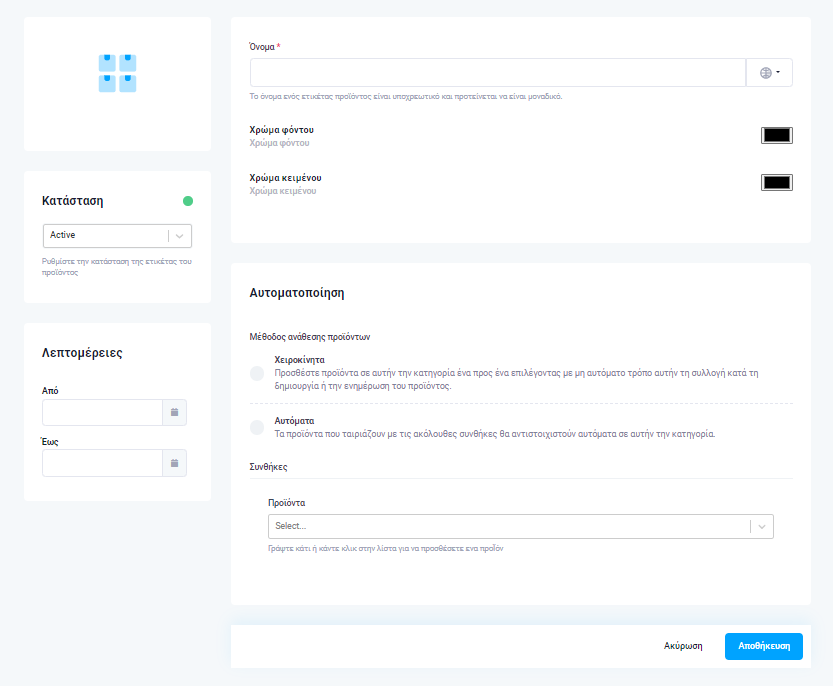 Κατάσταση
Active
Ρυθμίστε την κατάσταση της ετικέτας του
προϊόντος
Λεπτομέρειες
Από
Έως
Όνομα *
Το όνομα ενός ετικέτας προϊόντος είναι υποχρεωτικό και προτείνεται να είναι μοναδικό.
Χρώμα φόντου
Χρώμα φόντου
Χρώμα κειμένου
Χρώμα κειμένου
Αυτοματοποίηση
Μέθοδος ανάθεσης προϊόντων
Χειροκίνητα
Προσθέστε προϊόντα σε αυτήν την κατηγορία ένα προς ένα επιλέγοντας με μη αυτόματο τρόπο αυτήν τη συλλογή κατά τη
δημιουργία ή την ενημέρωση του προϊόντος.
Αυτόματα
Τα προϊόντα που ταιριάζουν με τις ακόλουθες συνθήκες θα αντιστοιχιστούν αυτόματα σε αυτήν την κατηγορία.
Συνθήκες
Προϊόντα
Select...
Γράψτε κάτι ή κάντε κλικ στην λίστα για να προσθέσετε ενα προΐόν
Ακύρωση
Αποθήκευση